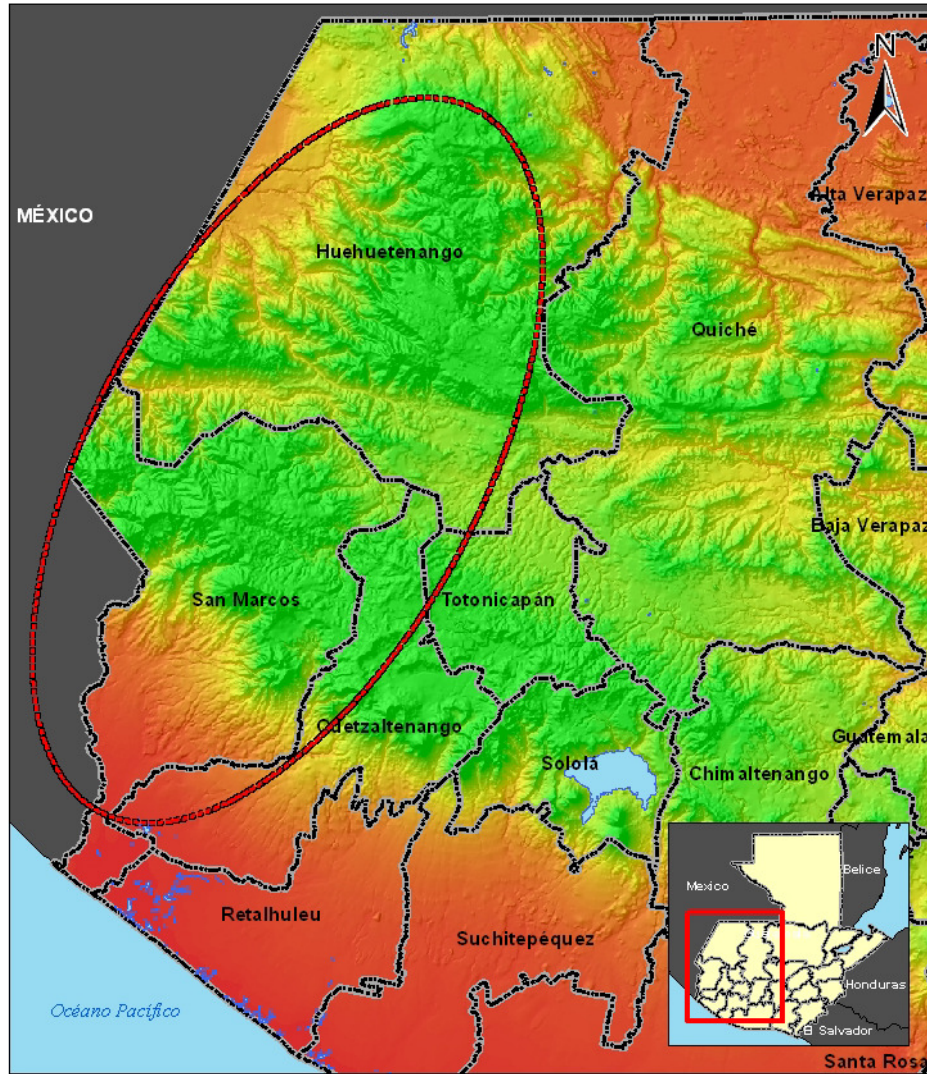 N
Alta Verapaz
MÉXICO
Huehuetenango
Quiché
Baja Verapaz
San Marcos
Totonicapán
Quetzaltenango
Guatemala
Sololá
Chimaltenango
Retalhuleu
Suchitepéquez
Océano Pacífico
Santa Rosa
Mexico
Belice
Honduras
El Salvador